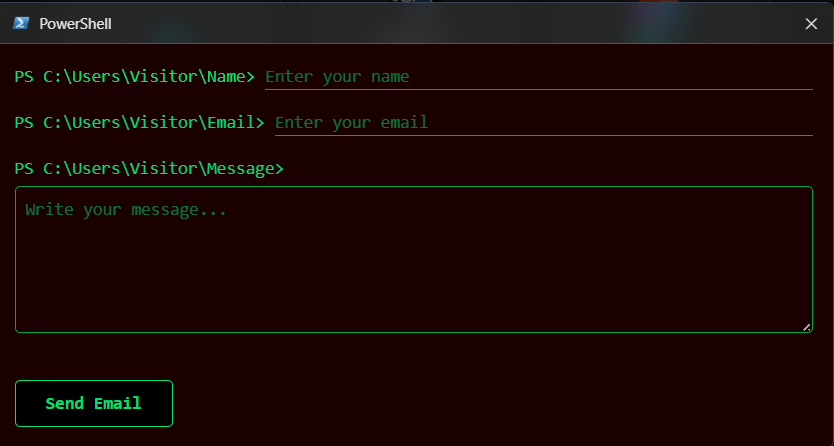 PowerShell
PS C:\Users\Visitor\Name> Enter your name
PS C:\Users\Visitor\Email> Enter your email
PS C:\Users\Visitor\Message>
Write your message...
Send Email